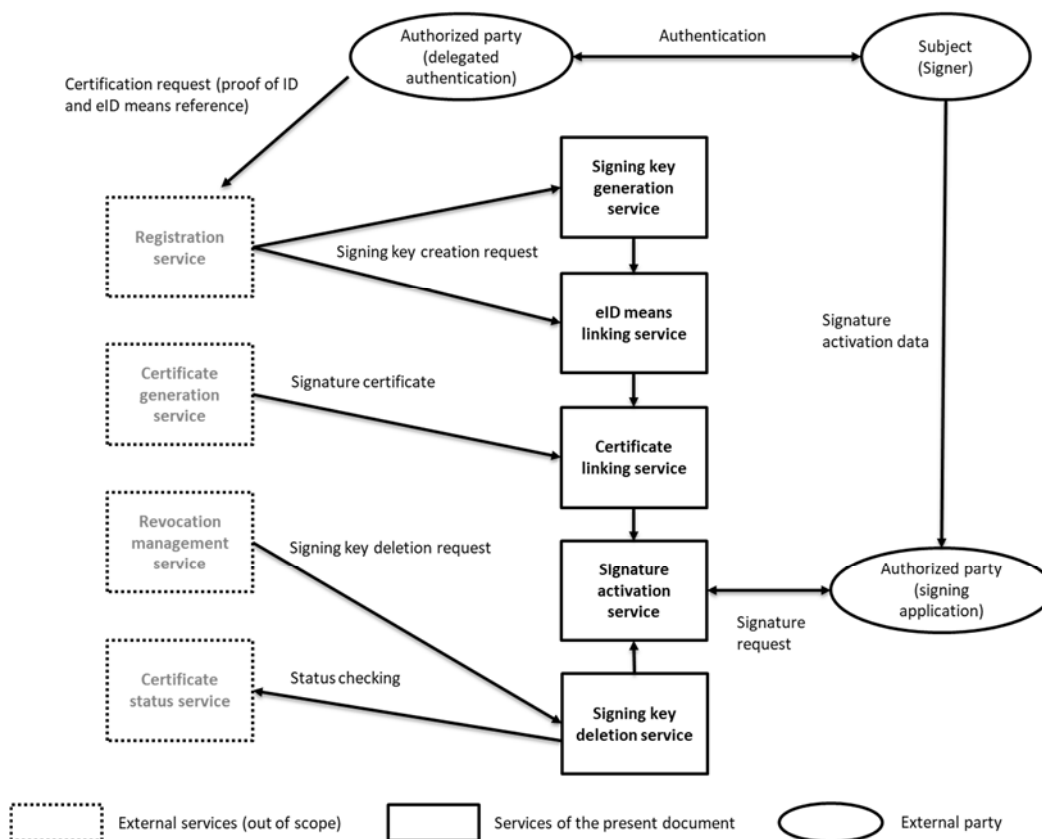 Authorized party
(delegated
authentication)
Authentication
Subject
(Signer)
Certification request (proof of ID
and eID means reference)
Signing key
generation
service
Registration
service
Signing key creation request
eID means
linking service
Signature
activation data
Certificate
generation
service
Signature certificate
Certificate
linking service
Revocation
management
service
Signing key deletion request
Signature
activation
service
Authorized party
(signing
application)
Signature
request
Certificate
status service
Status checking
Signing key
deletion service
External services (out of scope)
Services of the present document
External party